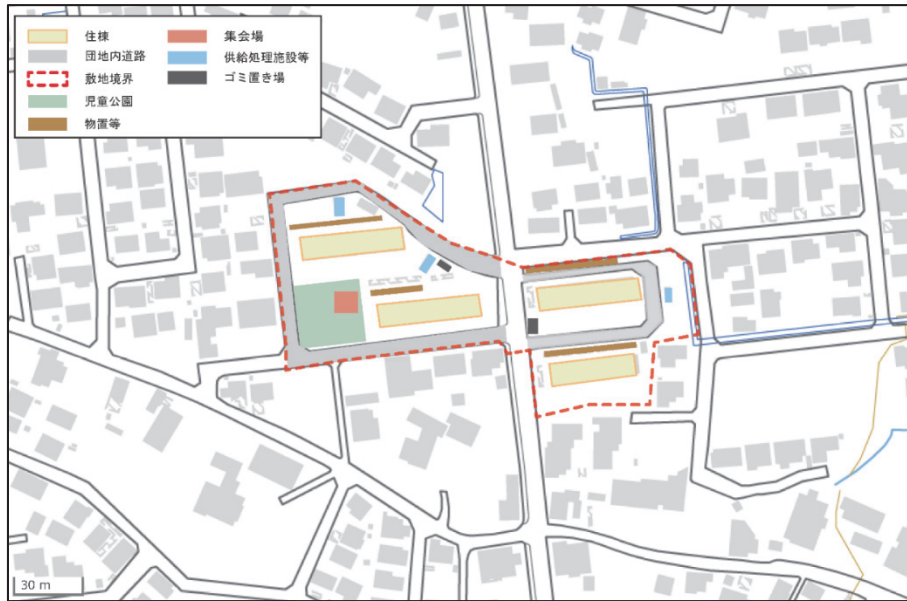 住棟
団地内道路
敷地境界
児童公園
物置等
集会場
供給処理施設等
ゴミ置き場
30 m